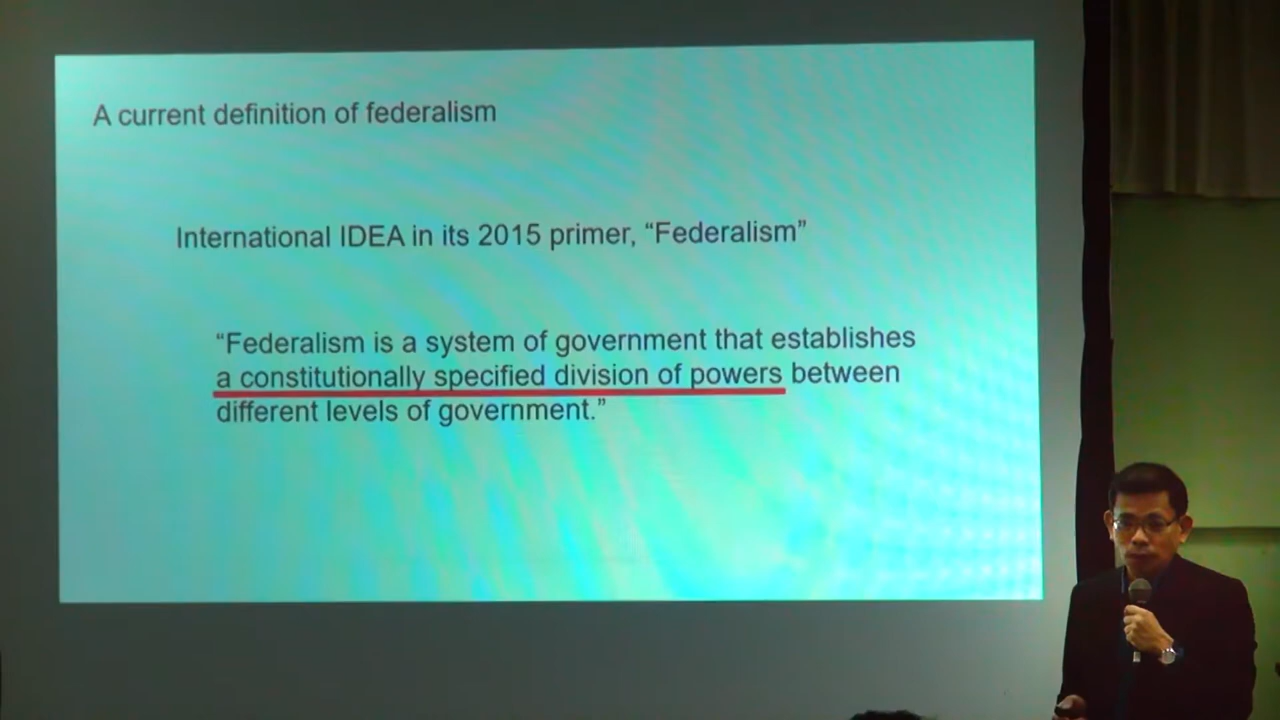 A current definition of federalism
International IDEA in its 2015 primer, “Federalism”
“Federalism is a system of government that establishes
a constitutionally specified division of powers between
different levels of government.”